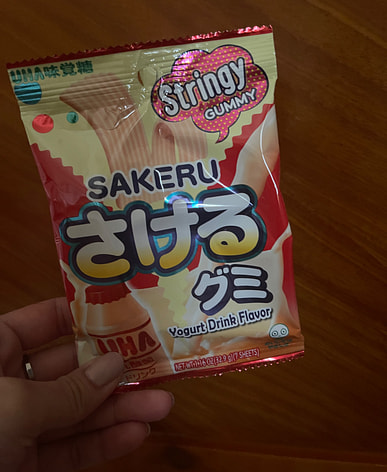 UHA味覚糖
Stringy
GUMMY
SAKERU
さける
グミ
Yogurt Drink Flavor
UHA